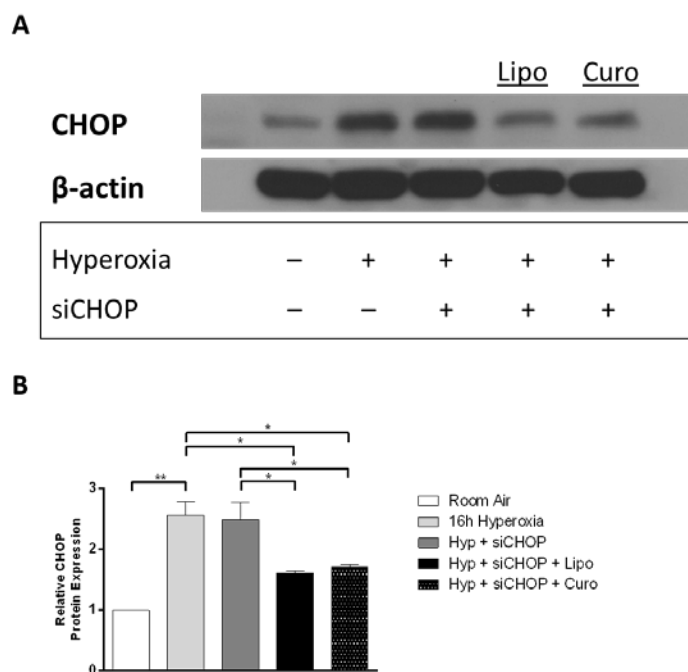 A
Lipo Curo
CHOP
β-actin
Hyperoxia – + + + +
siCHOP – – + + +
B
*
*
*
** *
3
2
1
0
Relative CHOP
Protein Expression
Room Air
16h Hyperoxia
Hyp + siCHOP
Hyp + siCHOP + Lipo
Hyp + siCHOP + Curo